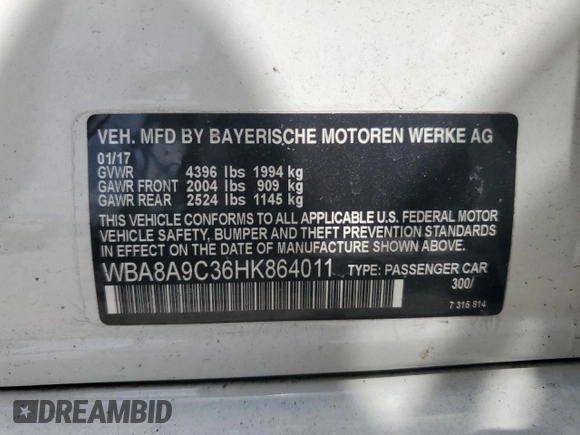 VEH. MFD BY BAYERISCHE MOTOREN WERKE AG
01/17
GVWR 4396 lbs 1994 kg
GAWR FRONT 2004 lbs 909 kg
GAWR REAR 2524 lbs 1145 kg
THIS VEHICLE CONFORMS TO ALL APPLICABLE U.S. FEDERAL MOTOR
VEHICLE SAFETY, BUMPER, AND THEFT PREVENTION STANDARDS
IN EFFECT ON THE DATE OF MANUFACTURE SHOWN ABOVE.
WBA8A9C36HK864011 TYPE: PASSENGER CAR
300/
7 316 814
DREAMBID